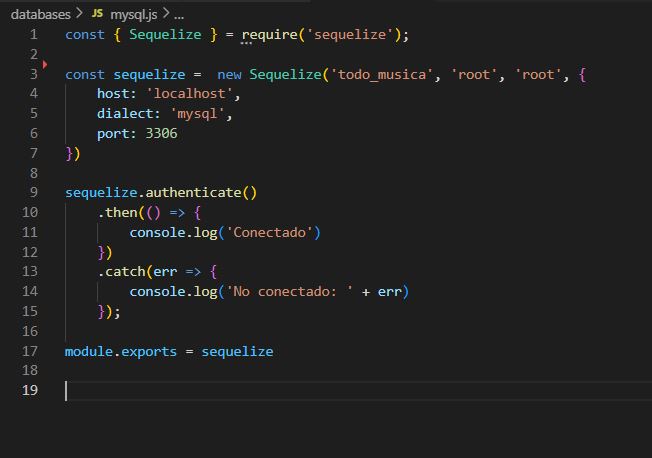 databases > JS mysql.js > ...
1 const { Sequelize } = require('sequelize');
2
3 const sequelize =  new Sequelize('todo_musica', 'root', 'root', {
4     host: 'localhost',
5     dialect: 'mysql',
6     port: 3306
7 })
8
9 sequelize.authenticate()
10     .then(() => {
11         console.log('Conectado')
12     })
13     .catch(err => {
14         console.log('No conectado: ' + err)
15     });
16
17 module.exports = sequelize
18
19